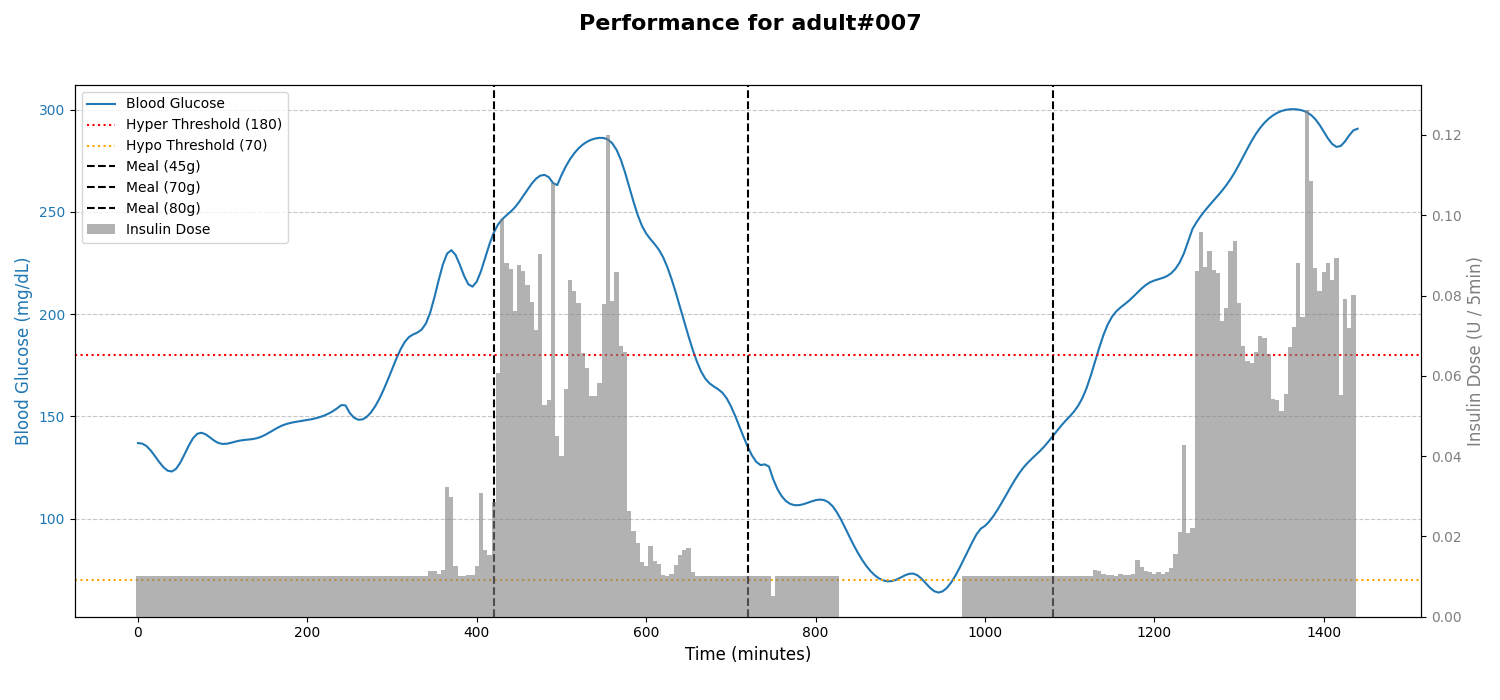 Performance for adult#007
Blood Glucose
Hyper Threshold (180)
Hypo Threshold (70)
Meal (45g)
Meal (70g)
Meal (80g)
Insulin Dose
Blood Glucose (mg/dL)
300
250
200
150
100
Insulin Dose (U / 5min)
0.12
0.10
0.08
0.06
0.04
0.02
0.00
0 200 400 600 800 1000 1200 1400
Time (minutes)